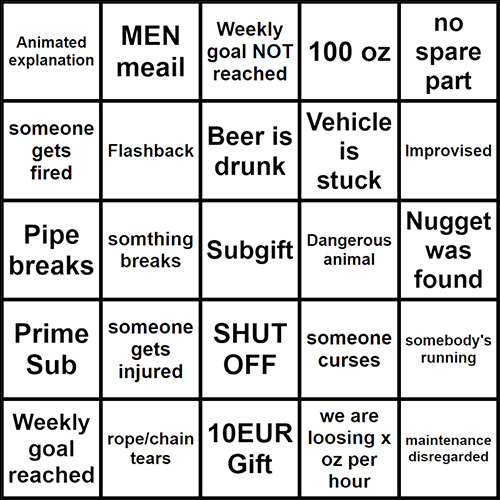 Animated
explanation
MEN
meail
Weekly
goal NOT
reached
100 oz
no
spare
part
someone
gets
fired
Flashback
Beer is
drunk
Vehicle
is
stuck
Improvised
Pipe
breaks
somthing
breaks
Subgift
Dangerous
animal
Nugget
was
found
Prime
Sub
someone
gets
injured
SHUT
OFF
someone
curses
somebody's
running
Weekly
goal
reached
rope/chain
tears
10EUR
Gift
we are
loosing x
oz per
hour
maintenance
disregarded